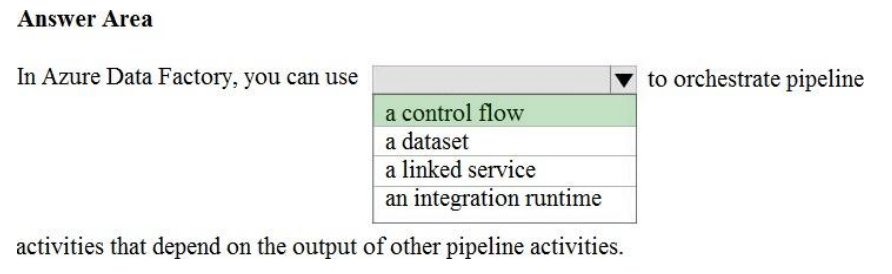 Answer Area
In Azure Data Factory, you can use to orchestrate pipeline
a control flow
a dataset
a linked service
an integration runtime
activities that depend on the output of other pipeline activities.